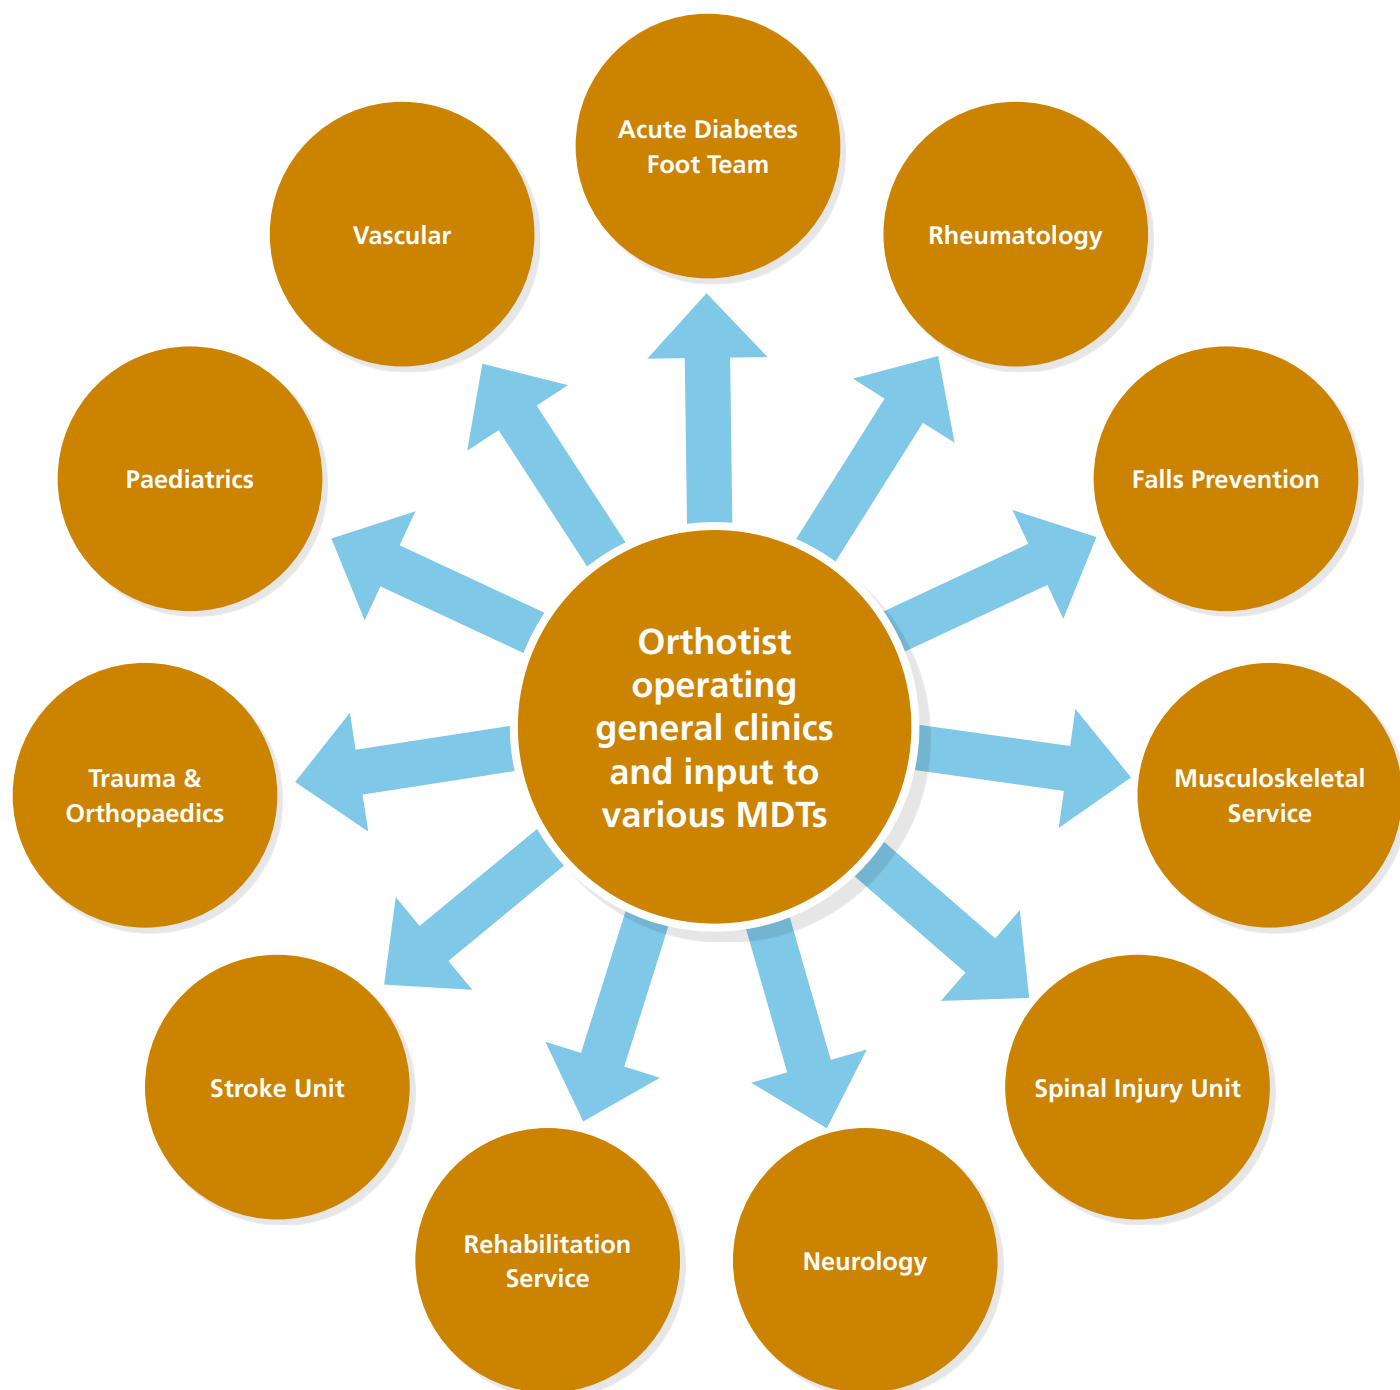 Acute Diabetes
Foot Team
Vascular
Rheumatology
Paediatrics
Falls Prevention
Orthotist
operating
general clinics
and input to
various MDTs
Trauma &
Orthopaedics
Musculoskeletal
Service
Stroke Unit
Spinal Injury Unit
Rehabilitation
Service
Neurology